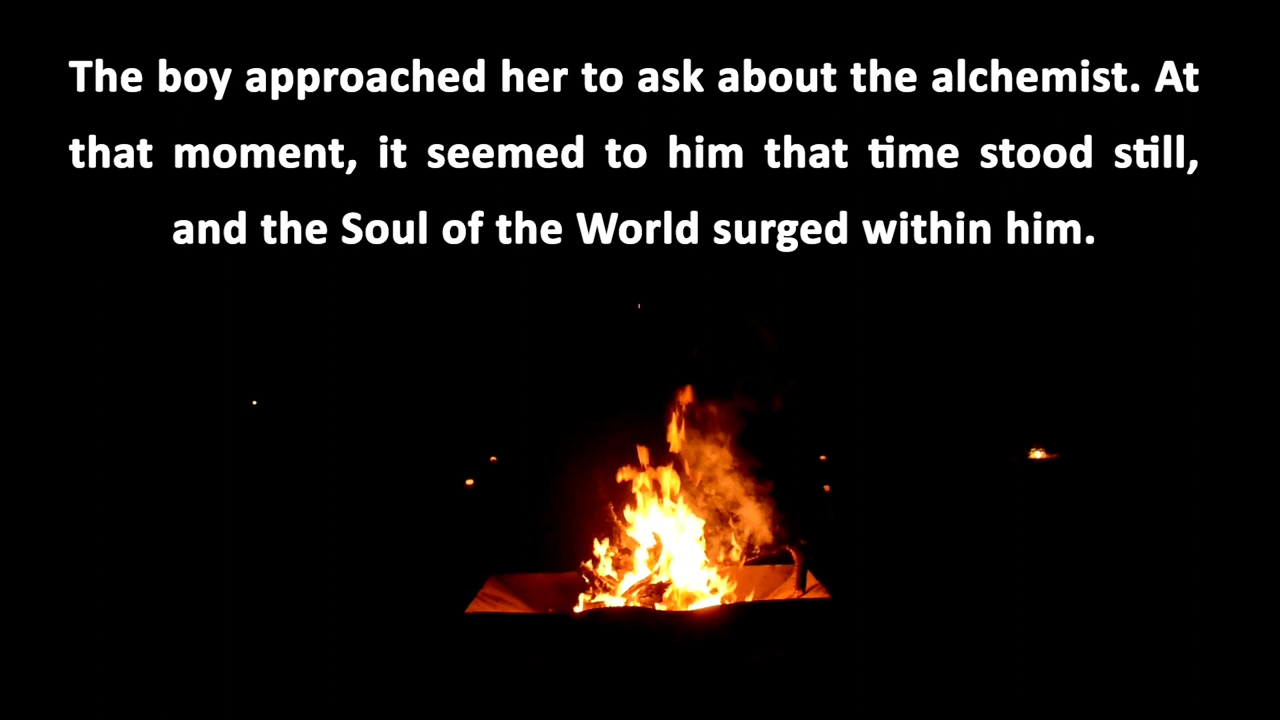 The boy approached her to ask about the alchemist. At
that moment, it seemed to him that time stood still,
and the Soul of the World surged within him.